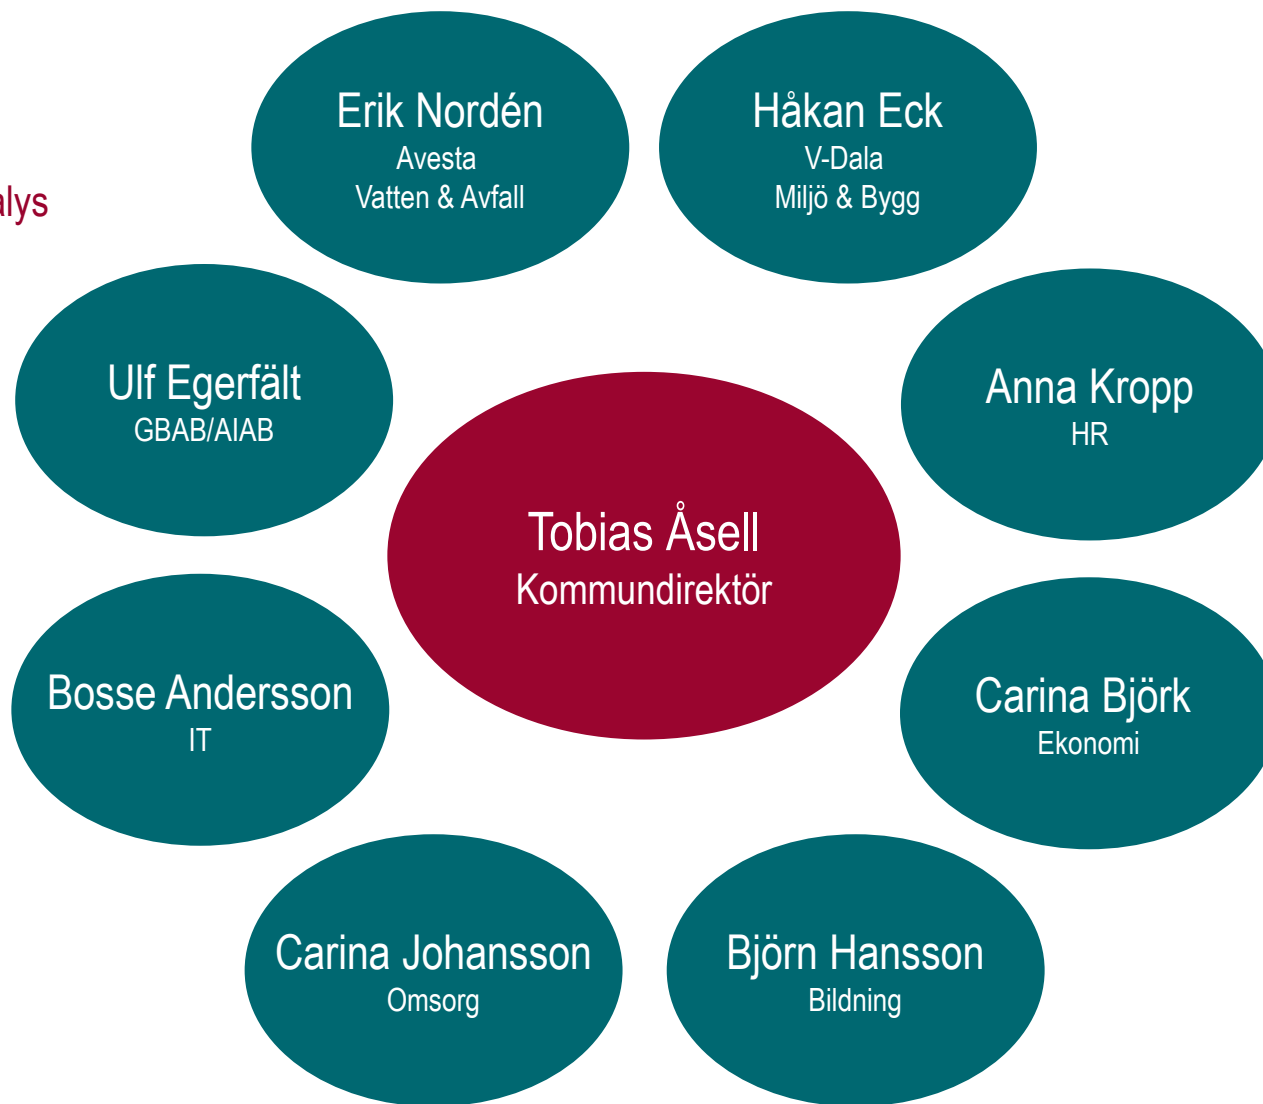 Erik Nordén
Avesta
Vatten & Avfall
Håkan Eck
V-Dala
Miljö & Bygg
Ulf Egerfält
GBAB/AIAB
Anna Kropp
HR
Tobias Åsell
Kommundirektör
Bosse Andersson
IT
Carina Björk
Ekonomi
Carina Johansson
Omsorg
Björn Hansson
Bildning